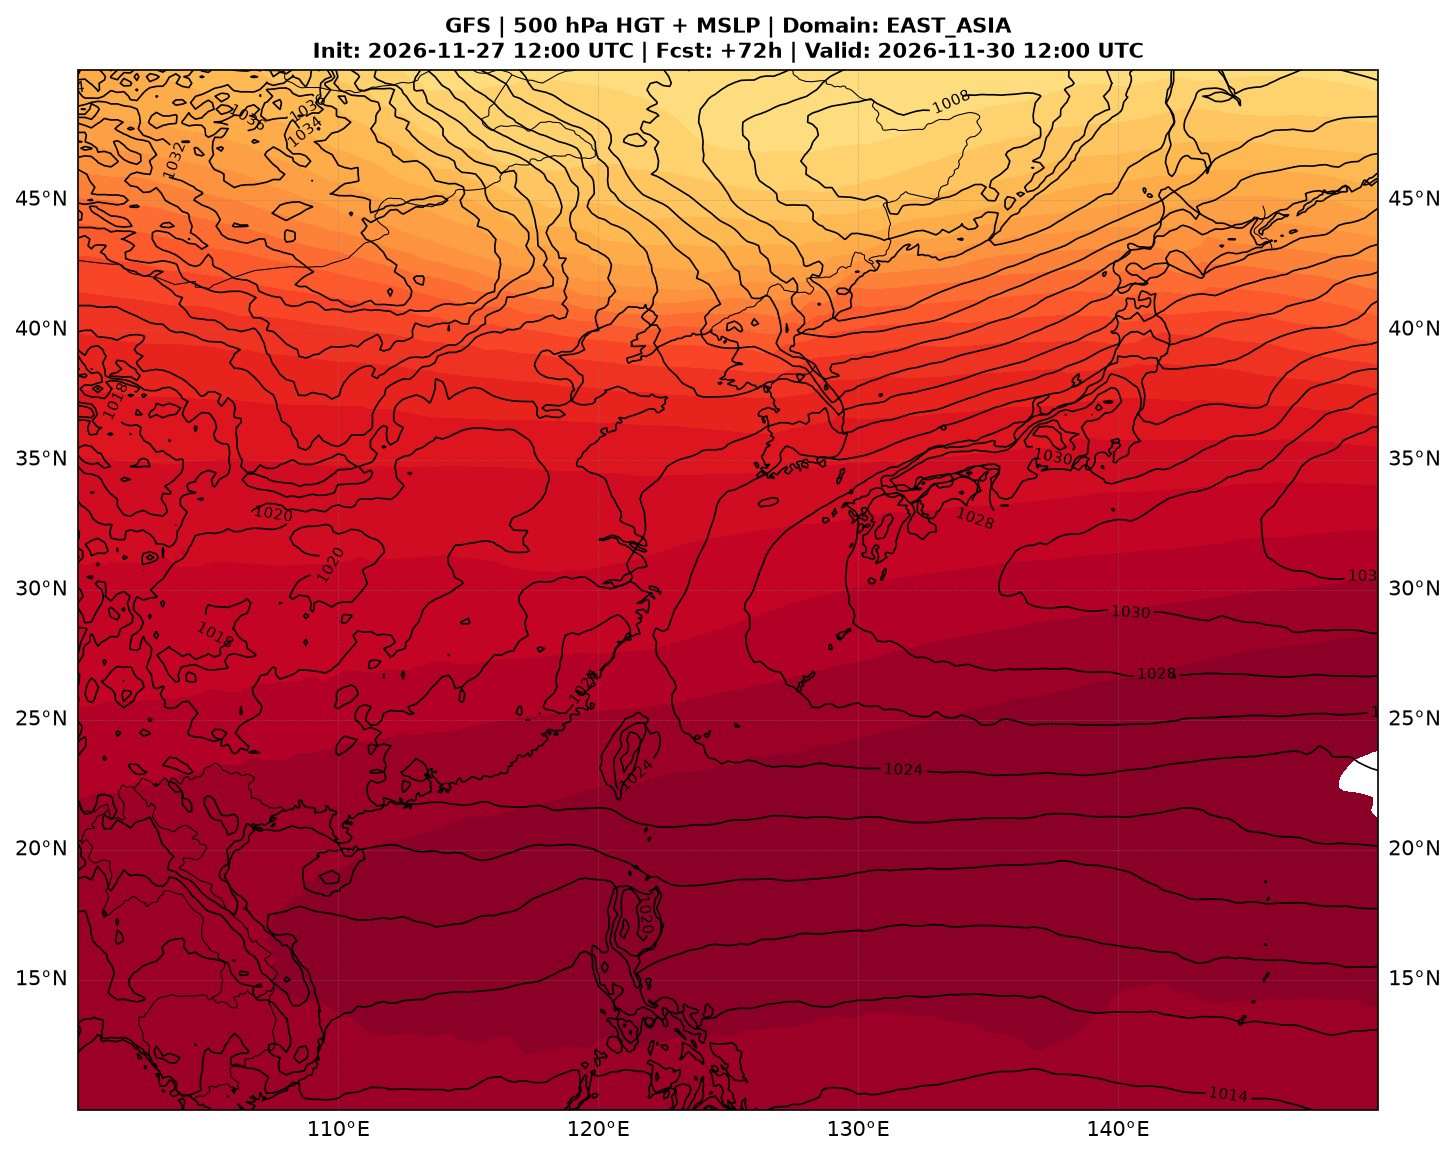 GFS | 500 hPa HGT + MSLP | Domain: EAST_ASIA
Init: 2026-11-27 12:00 UTC | Fcst: +72h | Valid: 2026-11-30 12:00 UTC
1008
1036
1036
1034
1032
45°N
45°N
40°N
40°N
1018
35°N
1030
35°N
1020
1028
1020
30°N
103
30°N
1030
1018
1028
25°N
25°N
1024
1024
20°N
20°N
1020
15°N
15°N
1014
110°E
120°E
130°E
140°E